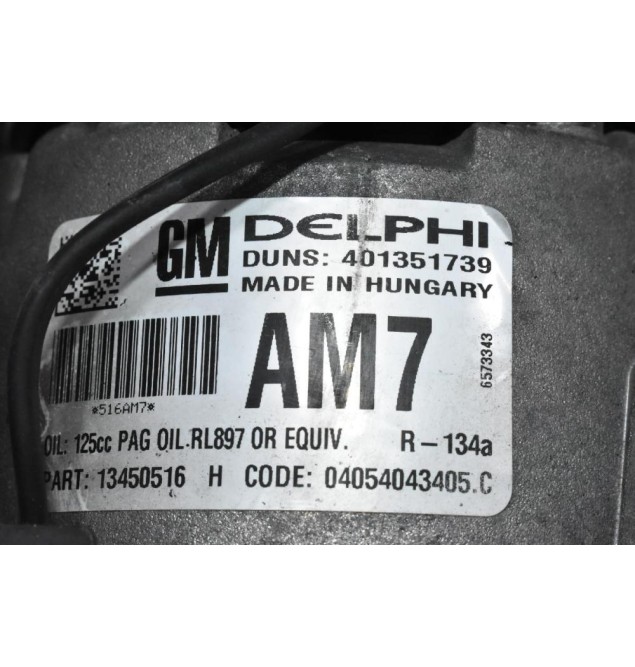 GM DELPHI
DUNS: 401351739
MADE IN HUNGARY
AM7
6573343
*516AM7*
OIL: 125cc PAG OIL RL897 OR EQUIV. R-134a
PART: 13450516 H CODE: 04054043405.C